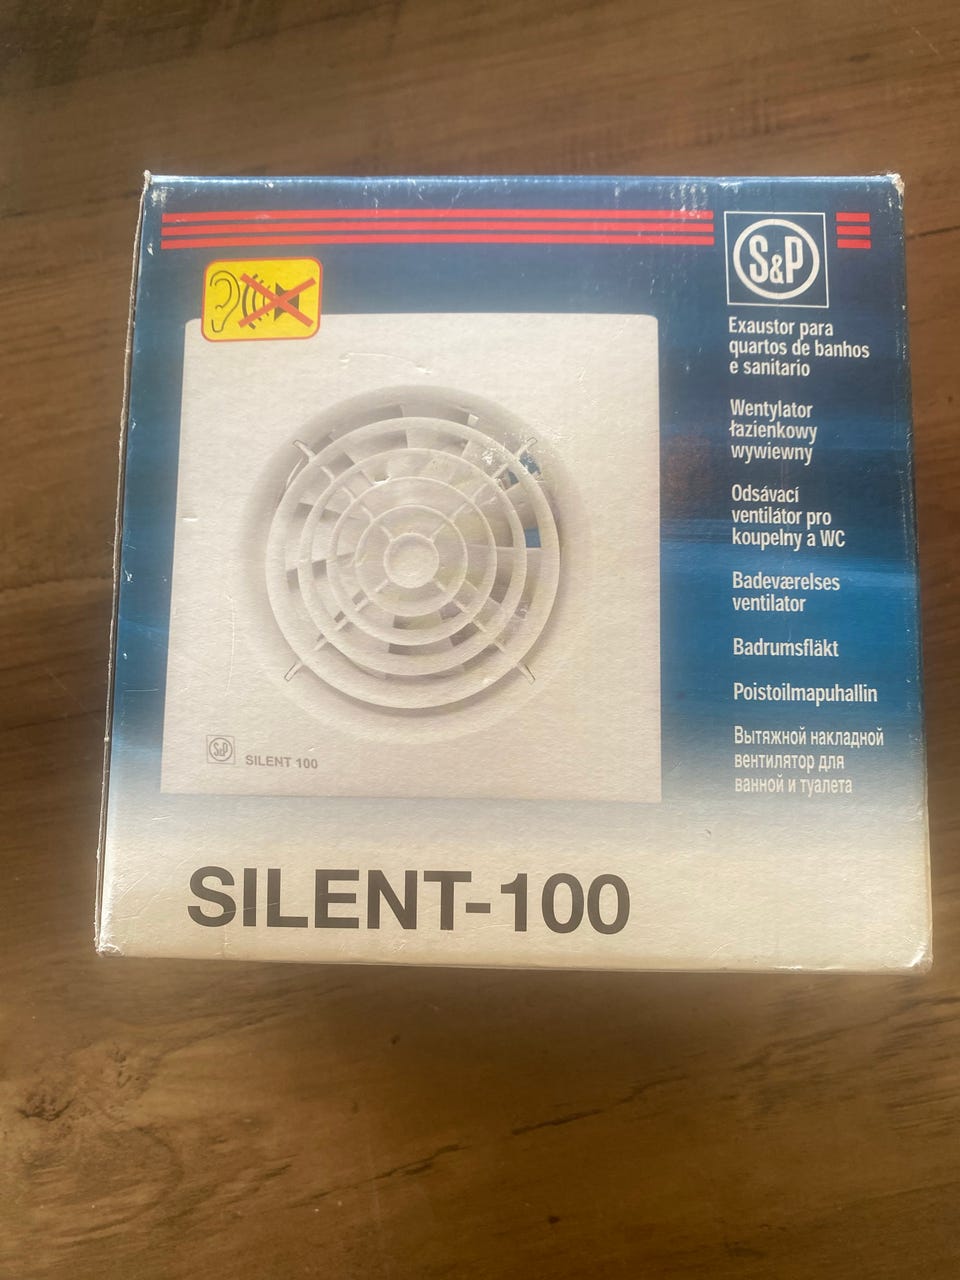 S&P
Exaustor para
quartos de banhos
e sanitario
Wentylator
łazienkowy
wywiewny
Odsávací
ventilátor pro
koupelny a WC
Badeværelses
ventilator
Badrumsfläkt
Poistoilmapuhallin
Вытяжной накладной
вентилятор для
ванной и туалета
S&P SILENT 100
SILENT-100